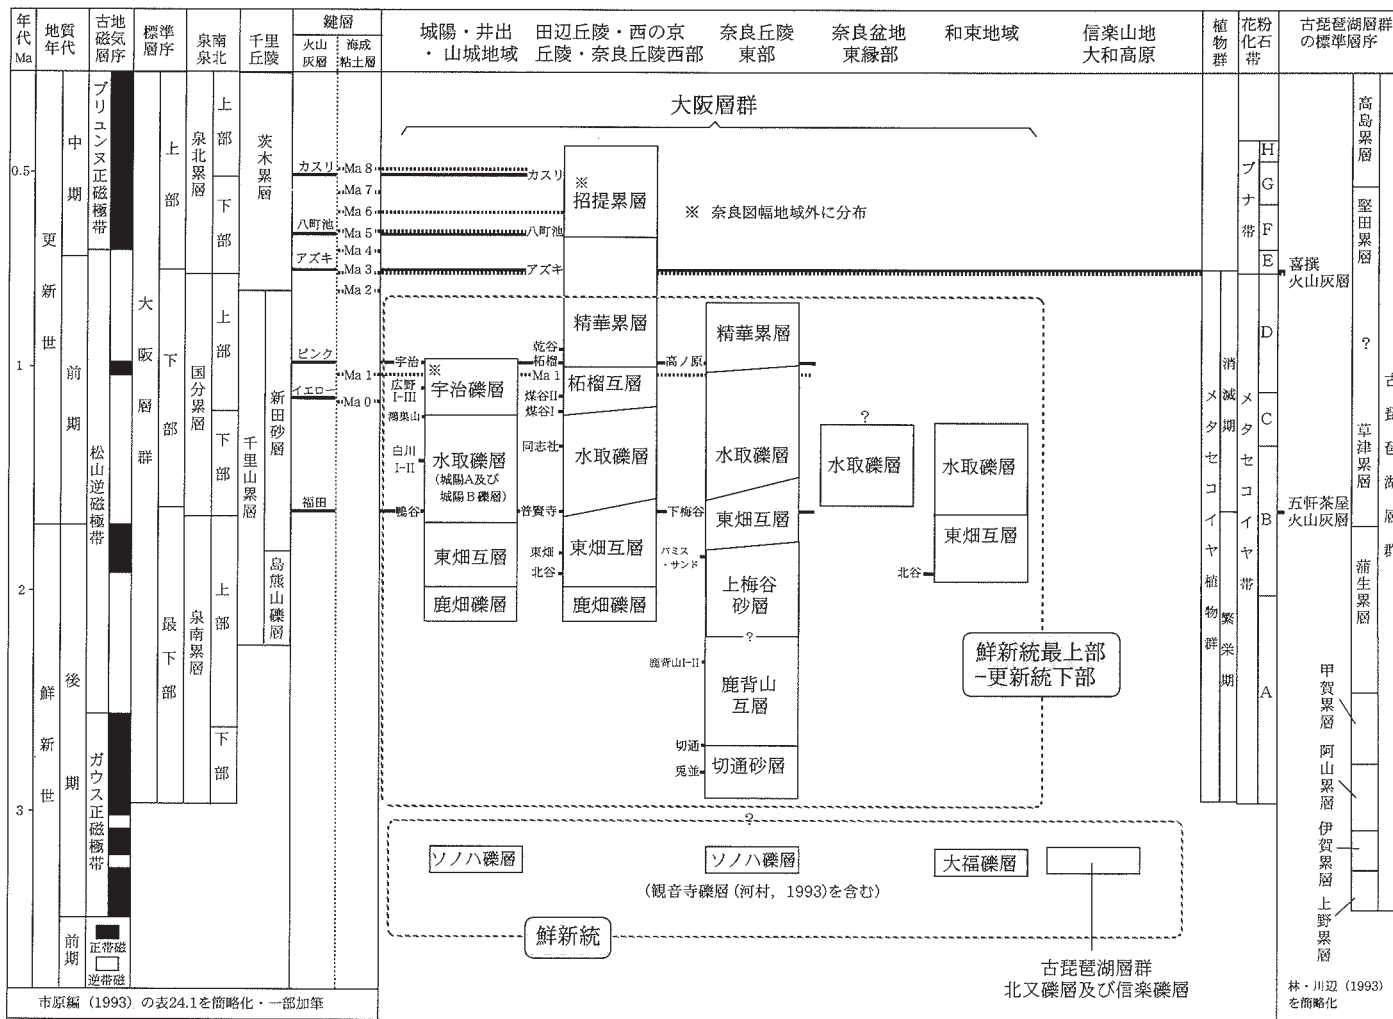 年代 Ma
地質年代
古地磁気層序
標準層序
泉南泉北
千里丘陵
鍵層
火山灰層
海成粘土層
城陽・井出・山城地域
田辺丘陵・西の京丘陵・奈良丘陵西部
奈良丘陵東部
奈良盆地東縁部
和束地域
信楽山地
大和高原
植物群
花粉化石帯
古琵琶湖層群の標準層序
0.5
1
2
3
更新世
鮮新世
中期
前期
後期
前期
ブリュンヌ正磁極帯
松山逆磁極帯
ガウス正磁極帯
正帯磁
逆帯磁
大阪層群
上部
下部
最下部
泉北累層
国分累層
泉南累層
上部
下部
上部
下部
上部
下部
茨木累層
千里山累層
新田砂層
島熊山礫層
カスリ
八町池
アズキ
ピンク
イエロー
福田
Ma 8
Ma 7
Ma 6
Ma 5
Ma 4
Ma 3
Ma 2
Ma 1
Ma 0
大阪層群
※ 奈良図幅地域外に分布
宇治
広野 I-III
鴻巣山
白川 I-II
鴨谷
※
宇治礫層
水取礫層
(城陽A及び
城陽B礫層)
東畑互層
鹿畑礫層
カスリ
八町池
アズキ
乾谷
柘榴
Ma 1
煤谷II
煤谷I
同志社
普賢寺
東畑
北谷
※
招提累層
精華累層
柘榴互層
水取礫層
東畑互層
鹿畑礫層
高ノ原
下梅谷
パミス・サンド
鹿背山I-II
切通
兎並
精華累層
水取礫層
東畑互層
上梅谷砂層
?
鹿背山互層
切通砂層
?
水取礫層
北谷
水取礫層
東畑互層
鮮新統最上部
-更新統下部
?
ソノハ礫層
ソノハ礫層
(観音寺礫層 (河村, 1993)を含む)
大福礫層
鮮新統
古琵琶湖層群
北又礫層及び信楽礫層
メタセコイヤ植物群
消滅期
繁栄期
ブナ帯
メタセコイヤ帯
H
G
F
E
D
C
B
A
喜撰
火山灰層
五軒茶屋
火山灰層
高島累層
堅田累層
?
草津累層
蒲生累層
甲賀累層
阿山累層
伊賀累層
上野累層
古琵琶湖層群
市原編 (1993) の表24.1を簡略化・一部加筆
林・川辺 (1993)
を簡略化